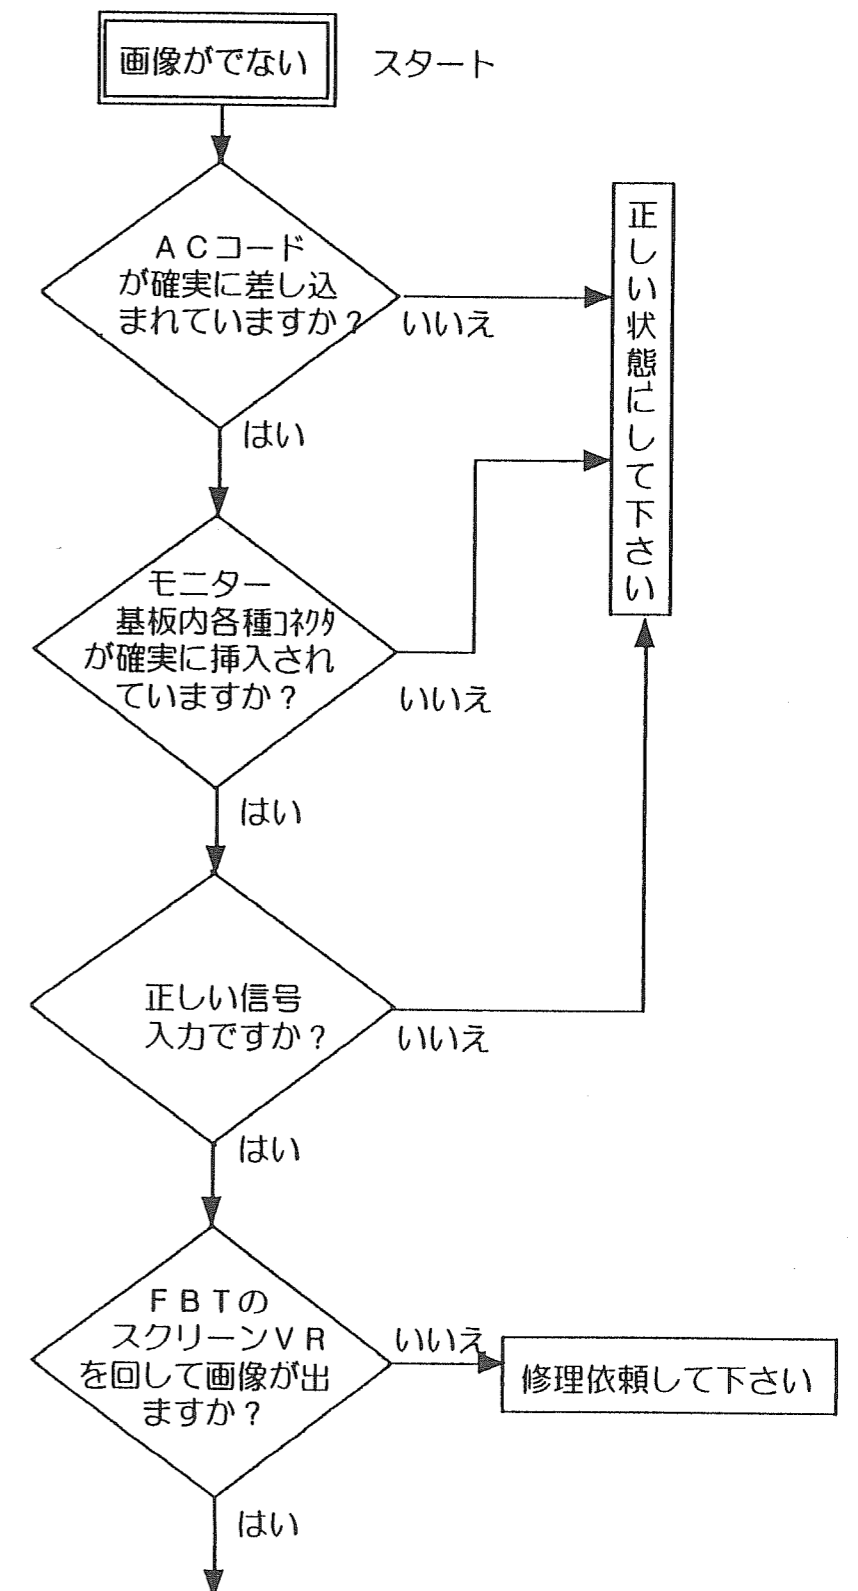 画像がでない
スタート
ACコード
が確実に差し込
まれていますか?
いいえ
はい
正しい状態にして下さい
モニター
基板内各種コネクタ
が確実に挿入され
ていますか?
いいえ
はい
正しい信号
入力ですか?
いいえ
はい
FBTの
スクリーンVR
を回して画像が出
ますか?
いいえ
修理依頼して下さい
はい